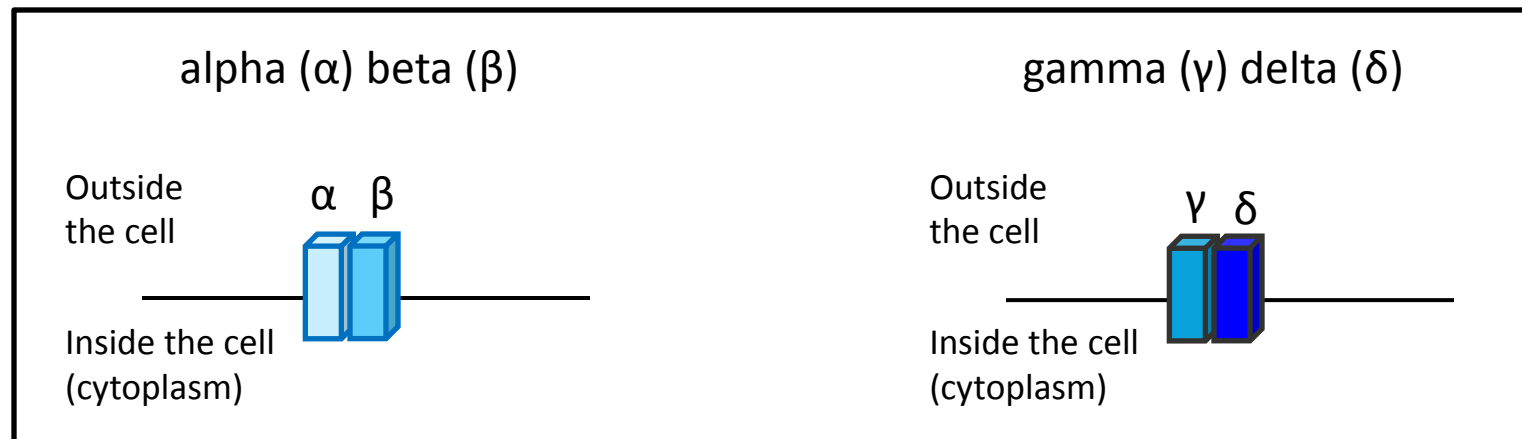 alpha (α) beta (β)
gamma (γ) delta (δ)
Outside
the cell
α β
Inside the cell
(cytoplasm)
Outside
the cell
γ δ
Inside the cell
(cytoplasm)